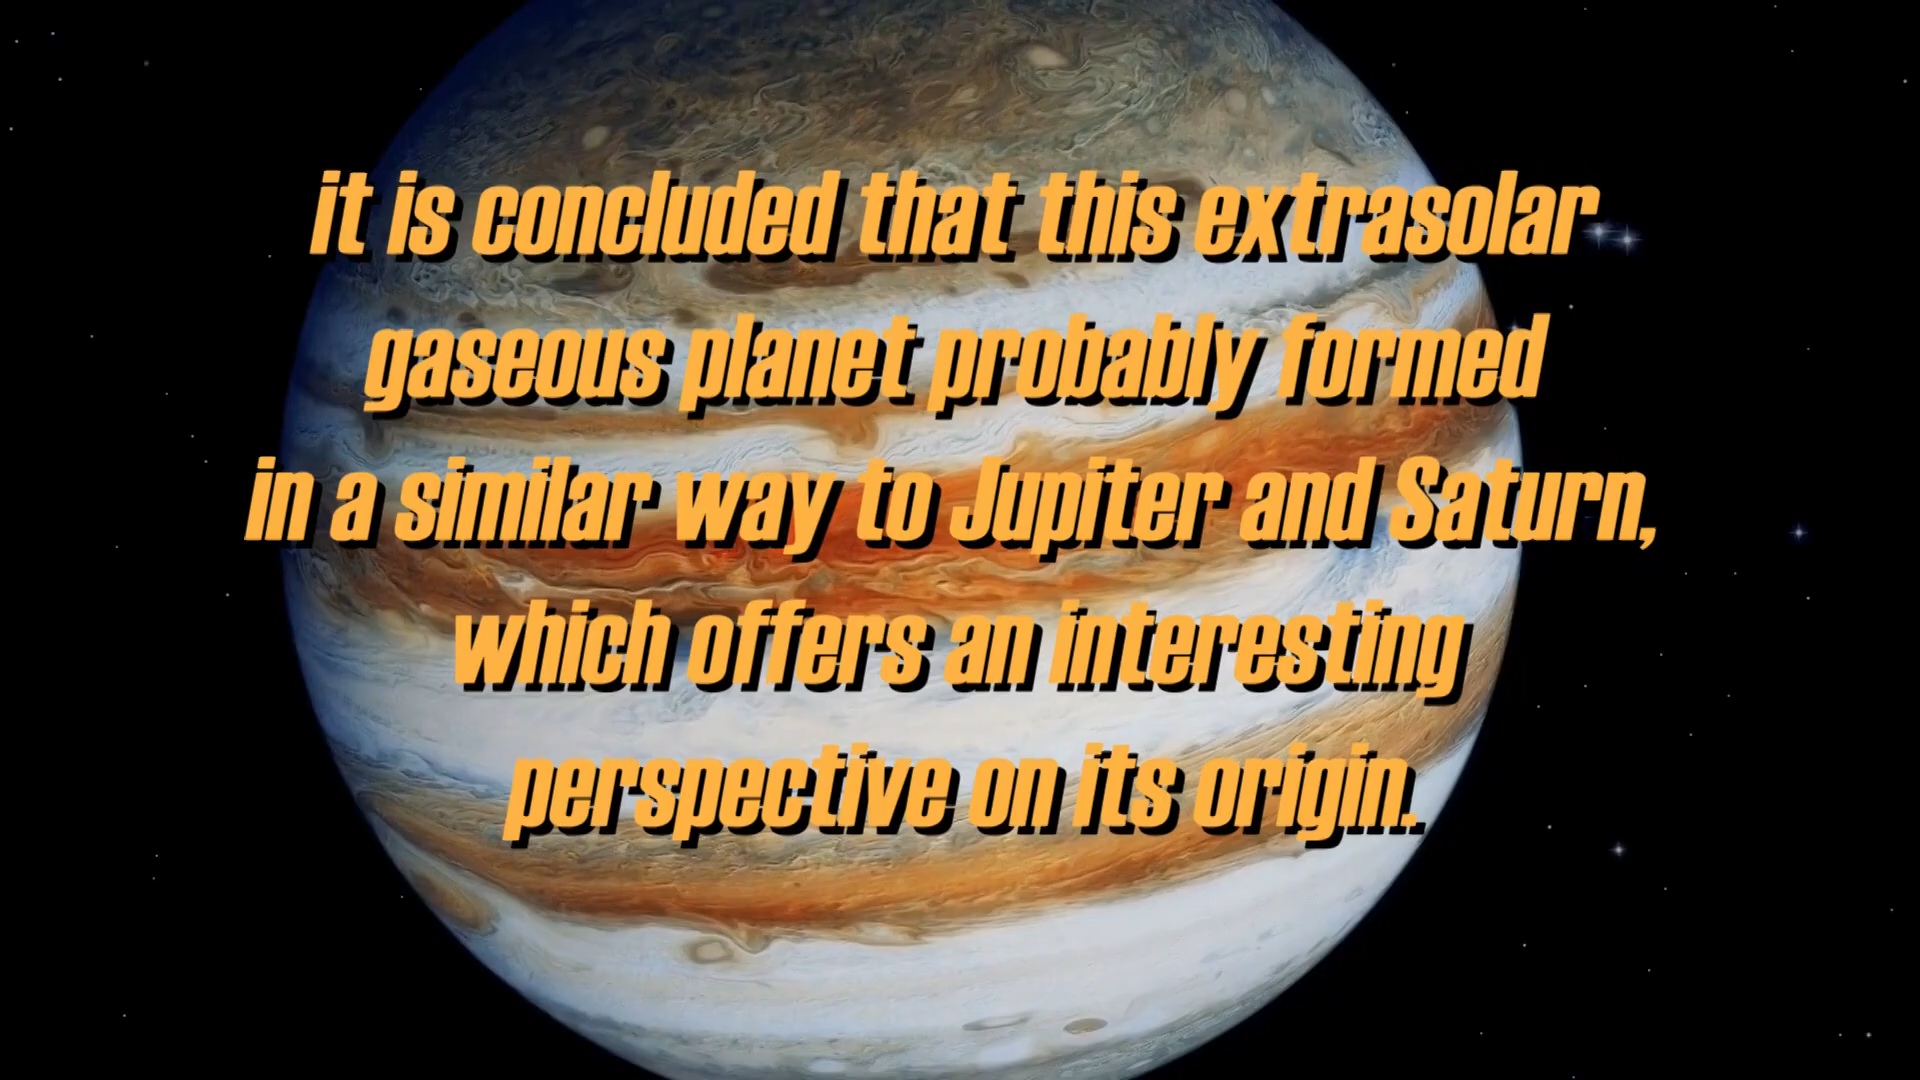 it is concluded that this extrasolar
gaseous planet probably formed
in a similar way to Jupiter and Saturn,
which offers an interesting
perspective on its origin.